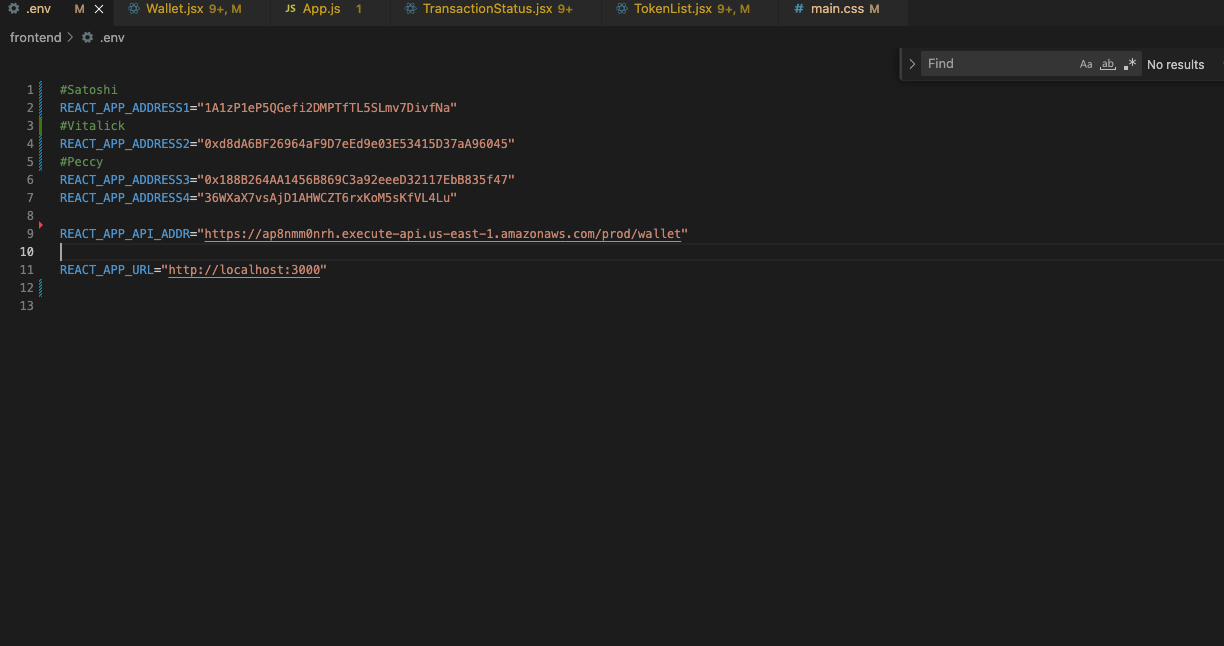 .env M Wallet.jsx 9+, M JS App.js 1 TransactionStatus.jsx 9+ TokenList.jsx 9+, M # main.css M
frontend > .env
> Find Aa ab .* No results
1 #Satoshi
2 REACT_APP_ADDRESS1="1A1zP1eP5QGefi2DMPTfTL5SLmv7DivfNa"
3 #Vitalick
4 REACT_APP_ADDRESS2="0xd8dA6BF26964aF9D7eEd9e03E53415D37aA96045"
5 #Peccy
6 REACT_APP_ADDRESS3="0x188B264AA1456B869C3a92eeeD32117EbB835f47"
7 REACT_APP_ADDRESS4="36WXaX7vsAjD1AHWCZT6rxKoM5sKfVL4Lu"
8
9 REACT_APP_API_ADDR="https://ap8nmm0nrh.execute-api.us-east-1.amazonaws.com/prod/wallet"
10
11 REACT_APP_URL="http://localhost:3000"
12
13